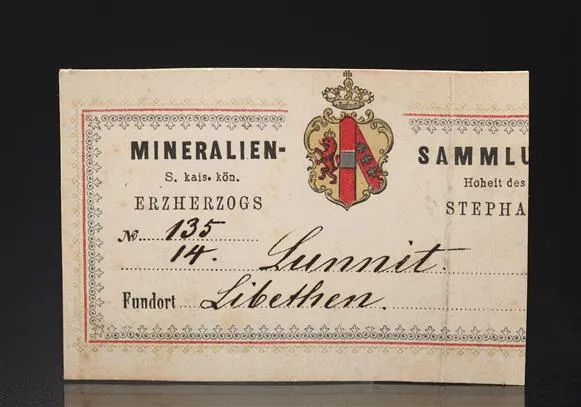 MINERALIEN- SAMMLU
S. kais. kön. Hoheit des
ERZHERZOGS STEPHA
No. 135
14. Lunnit.
Fundort Libethen.